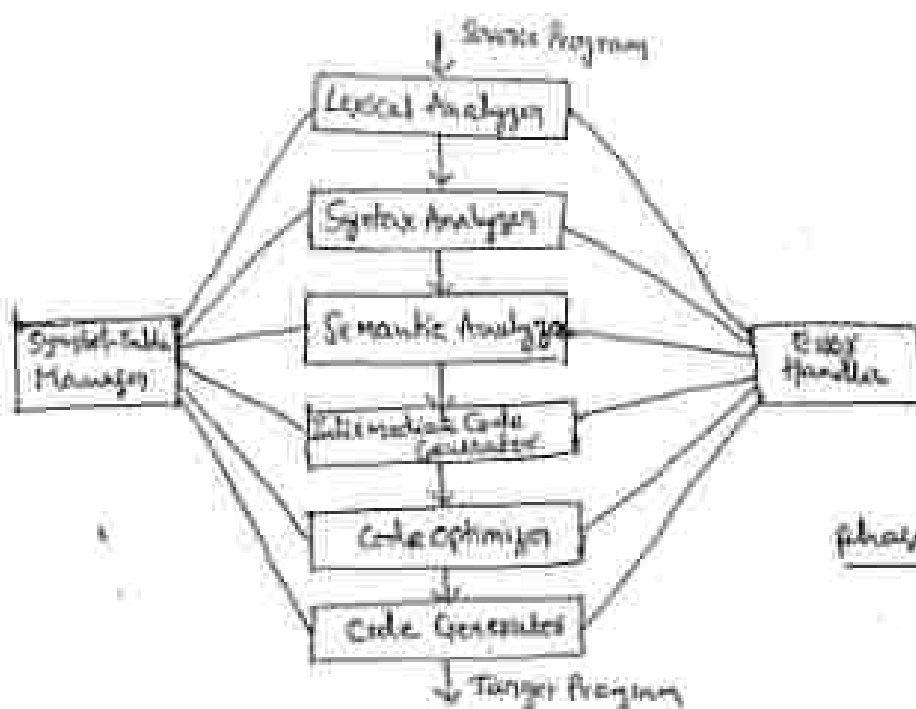 Source Program
Lexical Analyzer
Syntax Analyzer
Semantic Analyzer
Symbol-Table
Manager
Error
Handler
Intermediate Code
Generator
Code Optimizer
phas
Code Generator
Target Program